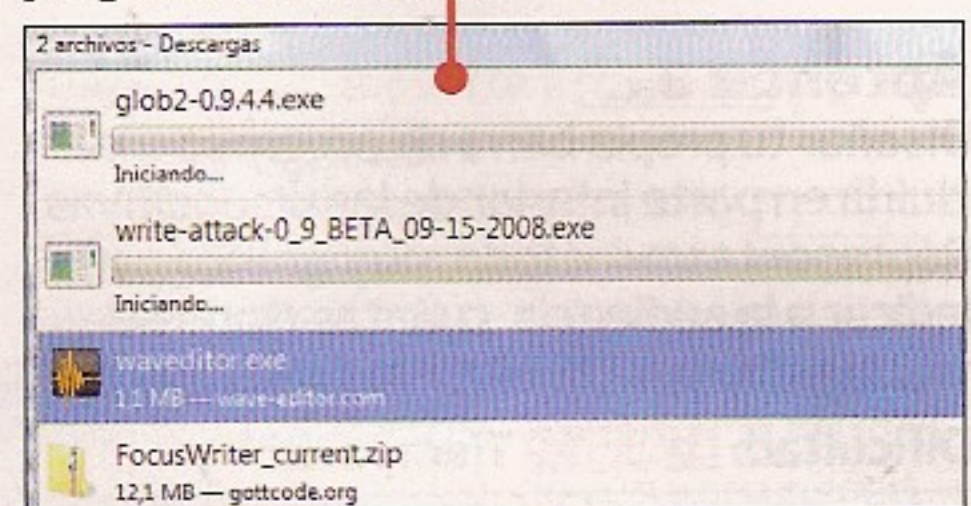 2 archivos - Descargas
glob2-0.9.4.4.exe
Iniciando...
write-attack-0_9_BETA_09-15-2008.exe
Iniciando...
waveditor.exe
1,1 MB — wave-editor.com
FocusWriter_current.zip
12,1 MB — gottcode.org